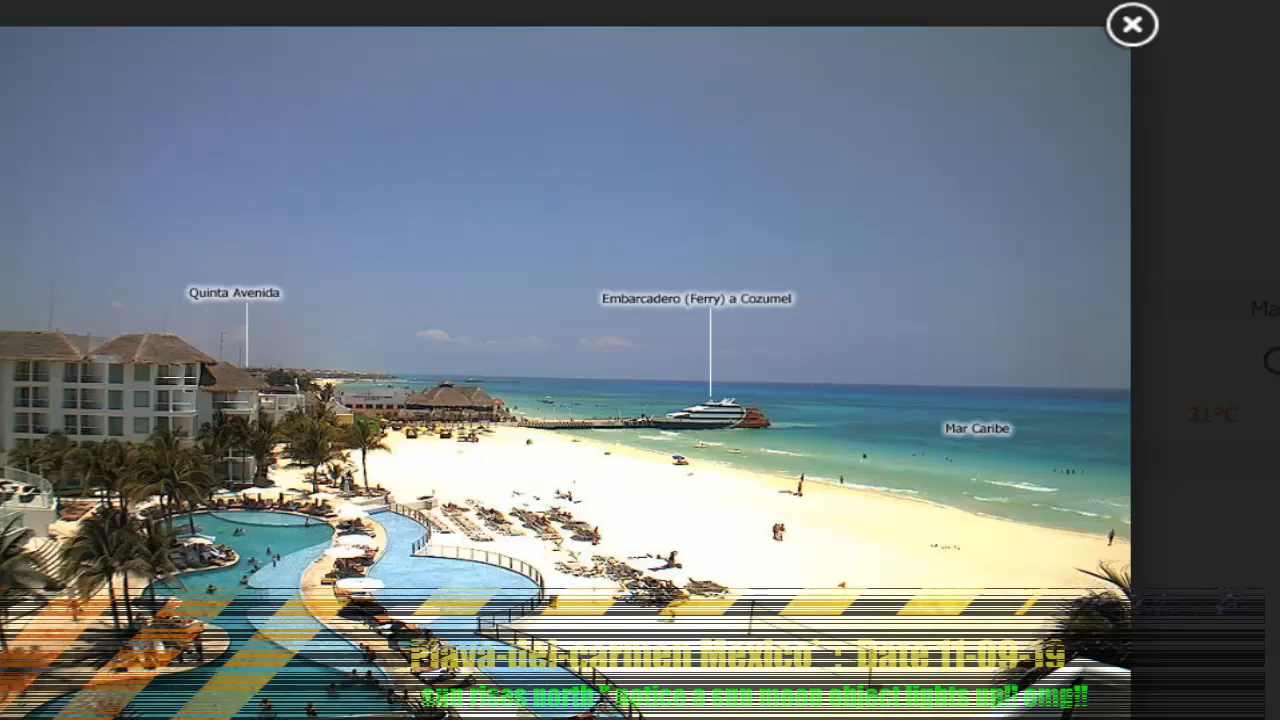 Quinta Avenida
Embarcadero (Ferry) a Cozumel
Ma
31°C
Mar Caribe
Playa-del-carmen Mexico : Date 11-09-19
sun rises north " notice a sun moon object lights up!! omg!!